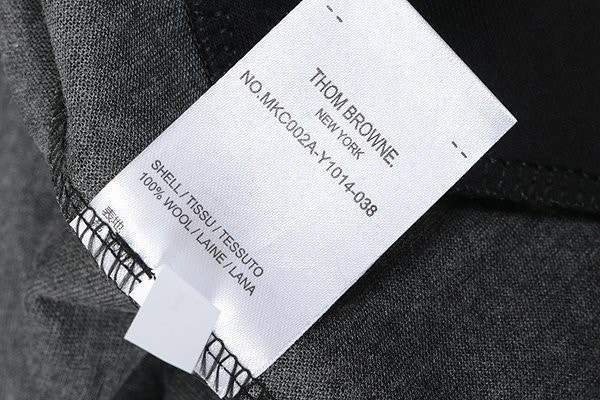 THOM BROWNE.
NEW YORK
NO.MKC002A-Y1014-038
SHELL / TISSU / TESSUTO
100% WOOL / LAINE / LANA
表地